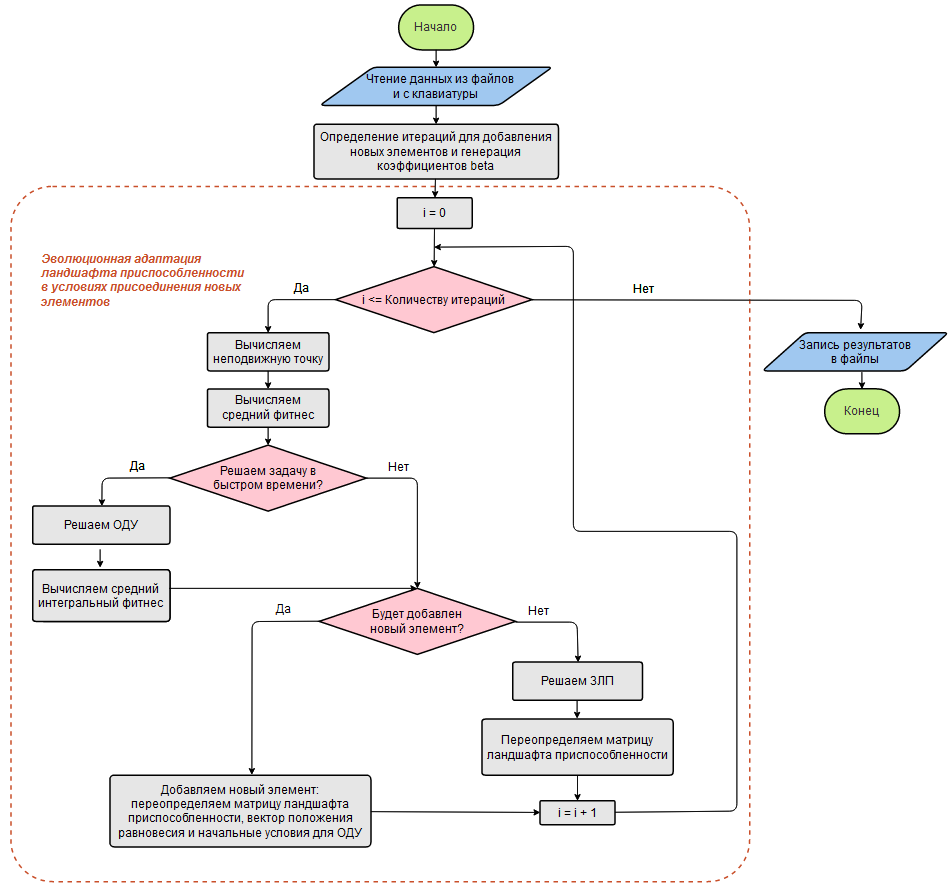 Начало
Чтение данных из файлов
и с клавиатуры
Определение итераций для добавления
новых элементов и генерация
коэффициентов beta
i = 0
Эволюционная адаптация
ландшафта приспособленности
в условиях присоединения новых
элементов
i <= Количеству итераций
Да
Нет
Вычисляем
неподвижную точку
Запись результатов
в файлы
Вычисляем
средний фитнес
Конец
Решаем задачу в
быстром времени?
Да
Нет
Решаем ОДУ
Вычисляем средний
интегральный фитнес
Будет добавлен
новый элемент?
Да
Нет
Решаем ЗЛП
Переопределяем матрицу
ландшафта приспособленности
Добавляем новый элемент:
переопределяем матрицу ландшафта
приспособленности, вектор положения
равновесия и начальные условия для ОДУ
i = i + 1